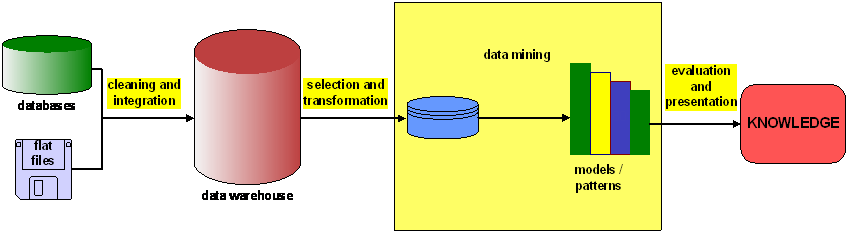 databases
flat
files
cleaning and
integration
data warehouse
selection and
transformation
data mining
models /
patterns
evaluation
and
presentation
KNOWLEDGE